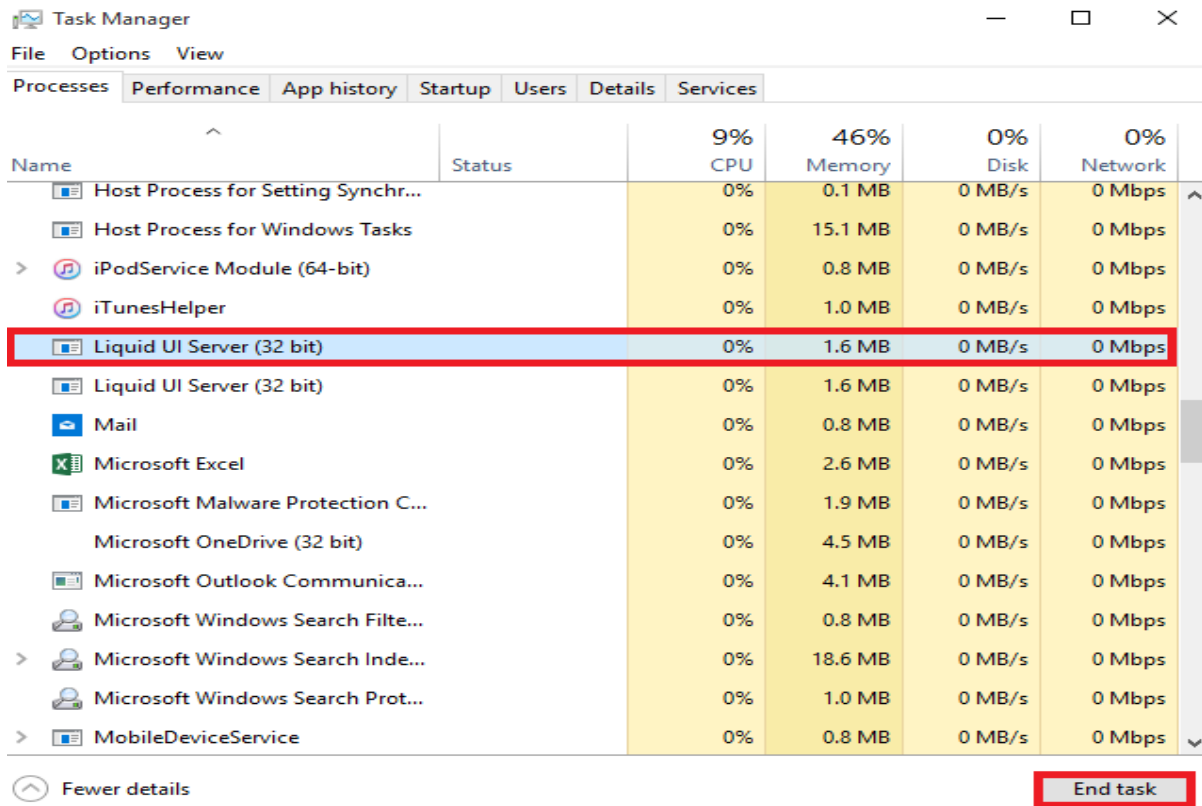 Task Manager
File Options View
Processes Performance App history Startup Users Details Services
9% 46% 0% 0%
Name Status CPU Memory Disk Network
Host Process for Setting Synchr... 0% 0.1 MB 0 MB/s 0 Mbps
Host Process for Windows Tasks 0% 15.1 MB 0 MB/s 0 Mbps
iPodService Module (64-bit) 0% 0.8 MB 0 MB/s 0 Mbps
iTunesHelper 0% 1.0 MB 0 MB/s 0 Mbps
Liquid UI Server (32 bit) 0% 1.6 MB 0 MB/s 0 Mbps
Liquid UI Server (32 bit) 0% 1.6 MB 0 MB/s 0 Mbps
Mail 0% 0.8 MB 0 MB/s 0 Mbps
Microsoft Excel 0% 2.6 MB 0 MB/s 0 Mbps
Microsoft Malware Protection C... 0% 1.9 MB 0 MB/s 0 Mbps
Microsoft OneDrive (32 bit) 0% 4.5 MB 0 MB/s 0 Mbps
Microsoft Outlook Communica... 0% 4.1 MB 0 MB/s 0 Mbps
Microsoft Windows Search Filte... 0% 0.8 MB 0 MB/s 0 Mbps
Microsoft Windows Search Inde... 0% 18.6 MB 0 MB/s 0 Mbps
Microsoft Windows Search Prot... 0% 1.0 MB 0 MB/s 0 Mbps
MobileDeviceService 0% 0.8 MB 0 MB/s 0 Mbps
Fewer details End task